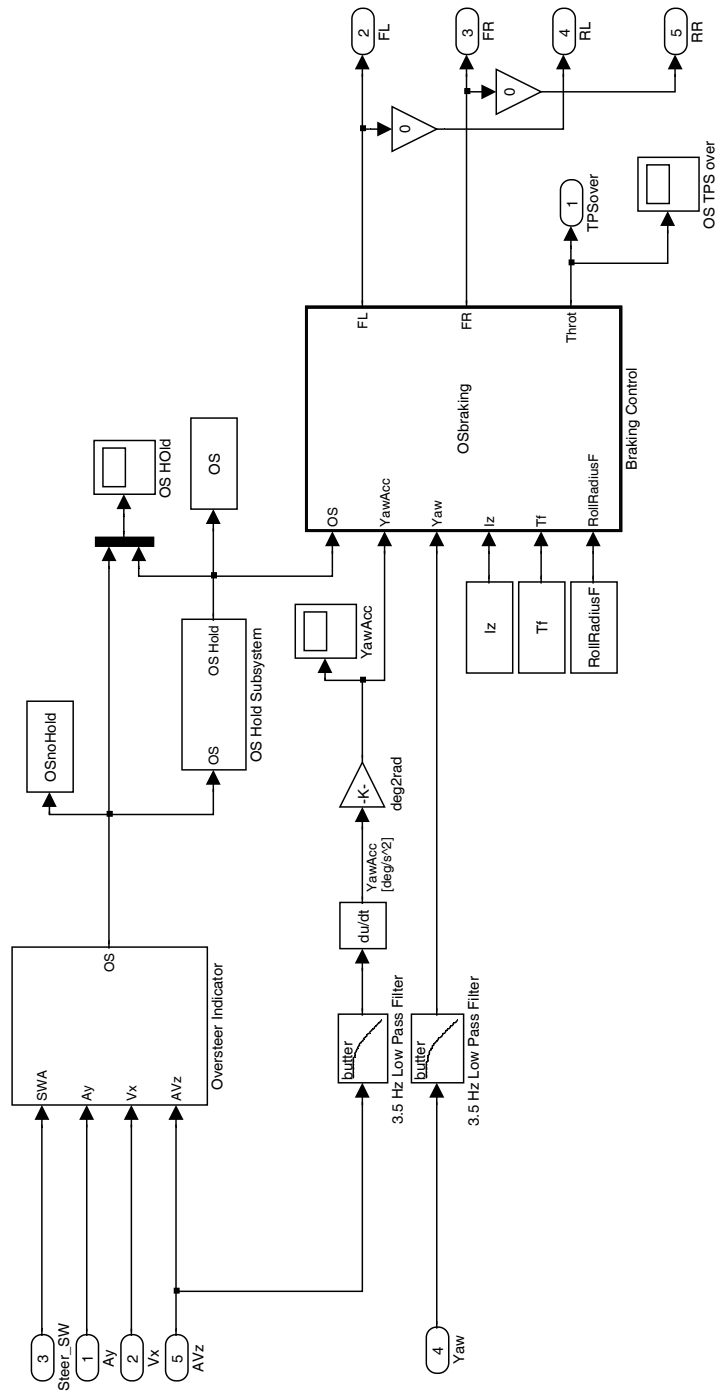 3
Steer_SW
1
Ay
2
Vx
5
AVz
4
Yaw
SWA
Ay
Vx
AVz
OS
Oversteer Indicator
OSnoHold
OS
OS Hold
OS Hold Subsystem
OS HOld
OS
butter
3.5 Hz Low Pass Filter
du/dt
YawAcc
[deg/s^2]
-K-
deg2rad
YawAcc
butter
3.5 Hz Low Pass Filter
Iz
Tf
RollRadiusF
OS
YawAcc
Yaw
Iz
Tf
RollRadiusF
OSbraking
FL
FR
Throt
Braking Control
0
0
2
FL
3
FR
4
RL
5
RR
1
TPSover
OS TPS over